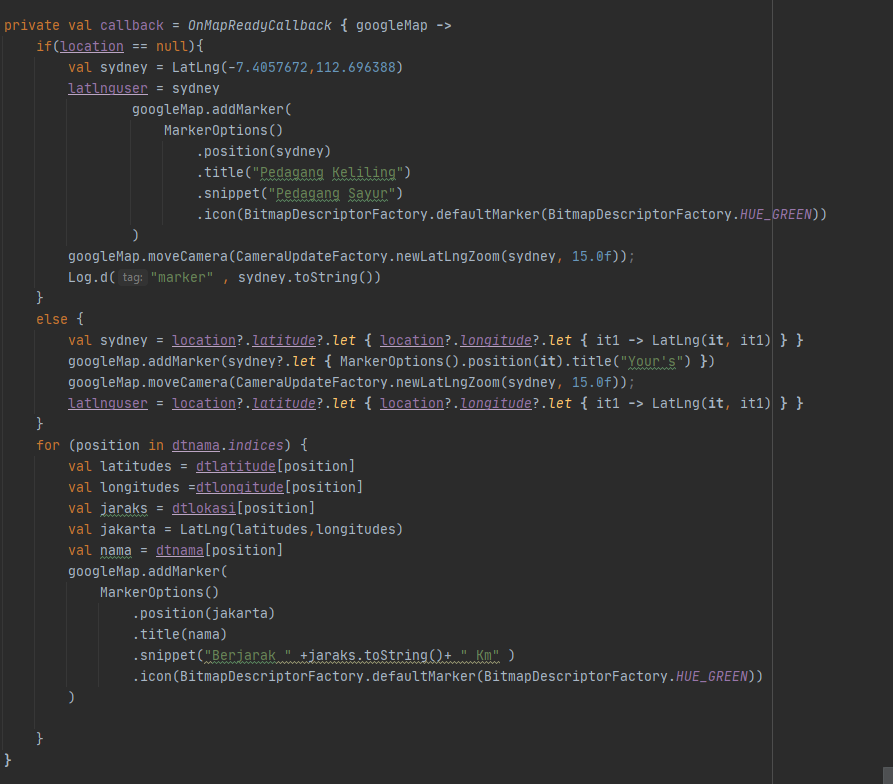 private val callback = OnMapReadyCallback { googleMap ->
    if(location == null){
        val sydney = LatLng(-7.4057672,112.696388)
        latlnguser = sydney
                googleMap.addMarker(
                    MarkerOptions()
                        .position(sydney)
                        .title("Pedagang Keliling")
                        .snippet("Pedagang Sayur")
                        .icon(BitmapDescriptorFactory.defaultMarker(BitmapDescriptorFactory.HUE_GREEN))
                )
        googleMap.moveCamera(CameraUpdateFactory.newLatLngZoom(sydney, 15.0f));
        Log.d( tag: "marker" , sydney.toString())
    }
    else {
        val sydney = location?.latitude?.let { location?.longitude?.let { it1 -> LatLng(it, it1) } }
        googleMap.addMarker(sydney?.let { MarkerOptions().position(it).title("Your's") })
        googleMap.moveCamera(CameraUpdateFactory.newLatLngZoom(sydney, 15.0f));
        latlnguser = location?.latitude?.let { location?.longitude?.let { it1 -> LatLng(it, it1) } }
    }
    for (position in dtnama.indices) {
        val latitudes = dtlatitude[position]
        val longitudes =dtlongitude[position]
        val jaraks = dtlokasi[position]
        val jakarta = LatLng(latitudes,longitudes)
        val nama = dtnama[position]
        googleMap.addMarker(
            MarkerOptions()
                .position(jakarta)
                .title(nama)
                .snippet("Berjarak " +jaraks.toString()+ " Km" )
                .icon(BitmapDescriptorFactory.defaultMarker(BitmapDescriptorFactory.HUE_GREEN))
        )
    }
}